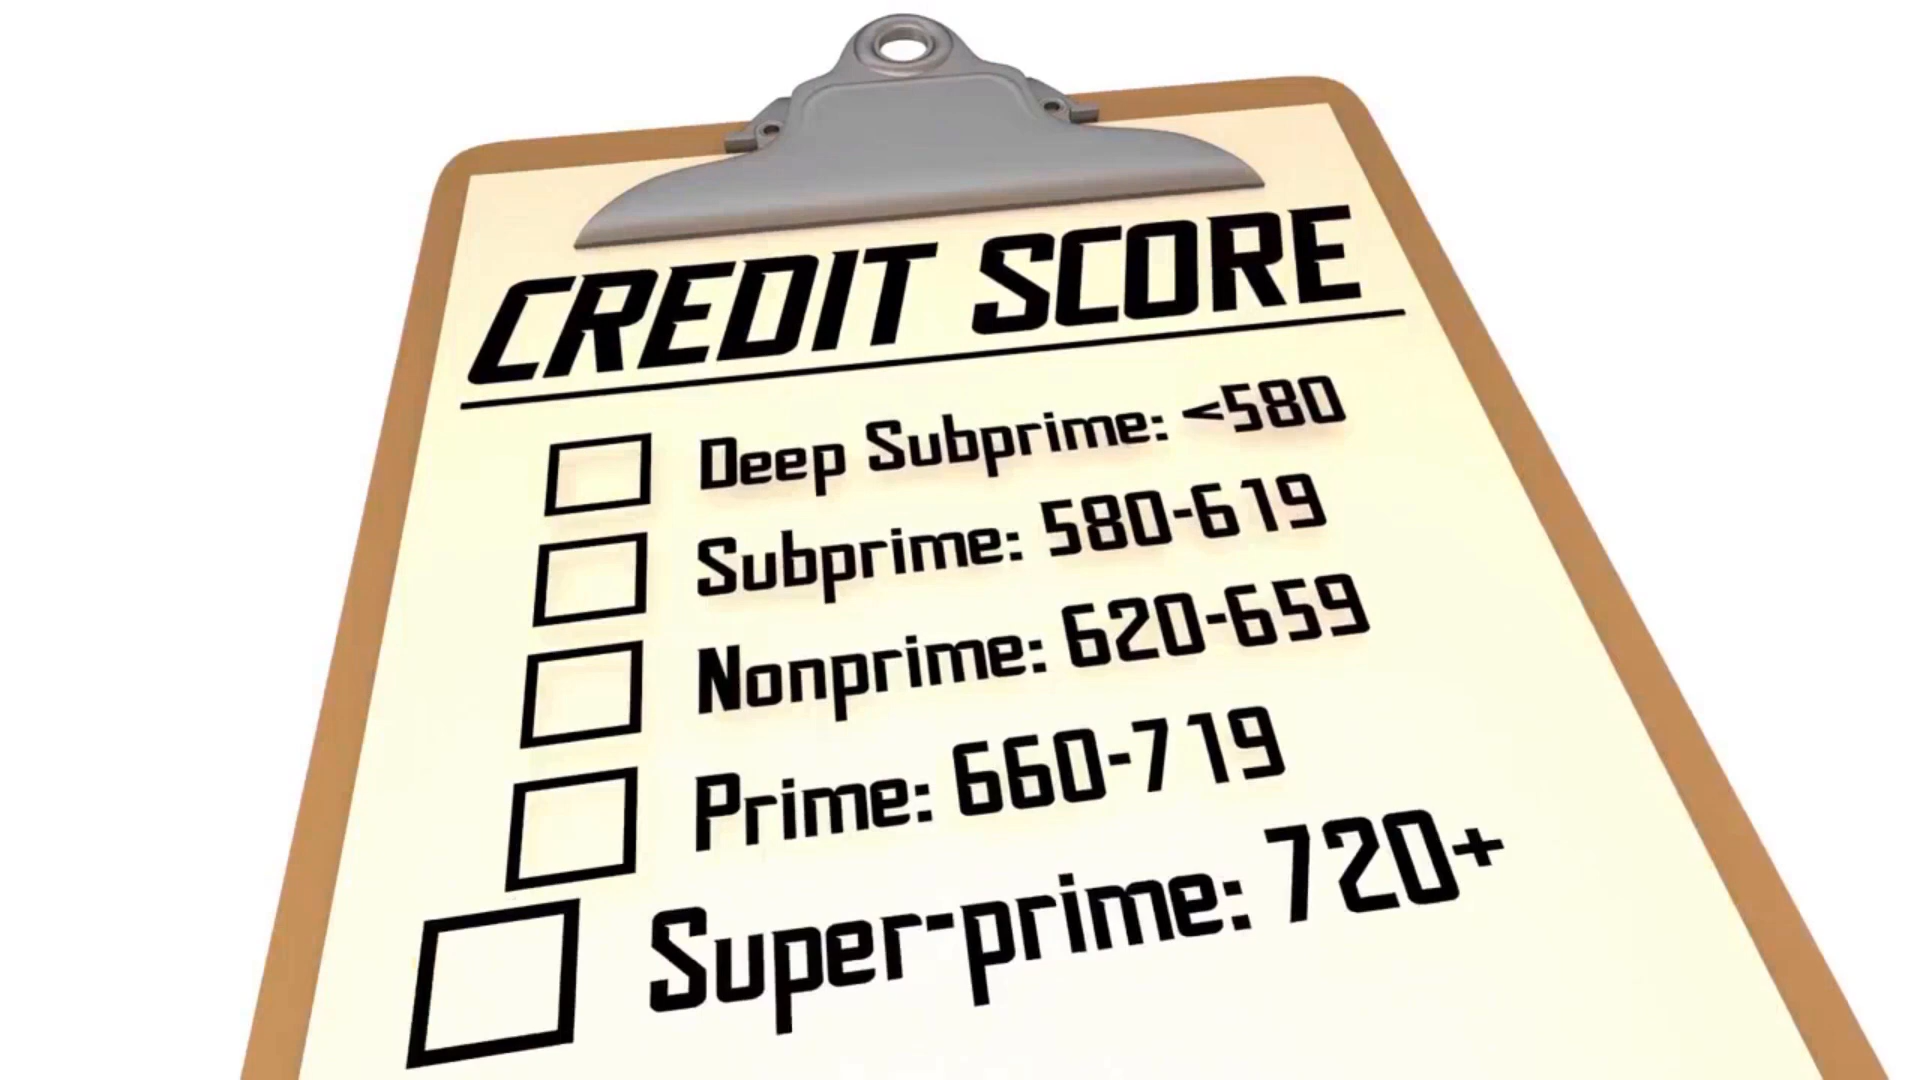 CREDIT SCORE
Deep Subprime: <580
Subprime: 580-619
Nonprime: 620-659
Prime: 660-719
Super-prime: 720+